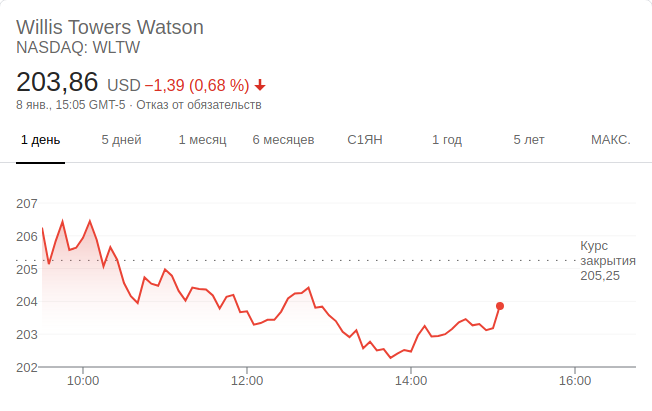 Willis Towers Watson
NASDAQ: WLTW
203,86 USD −1,39 (0,68 %)
8 янв., 15:05 GMT-5 · Отказ от обязательств
1 день 5 дней 1 месяц 6 месяцев С1ЯН 1 год 5 лет МАКС.
207
206
Курс
закрытия
205,25
205
204
203
202
10:00 12:00 14:00 16:00